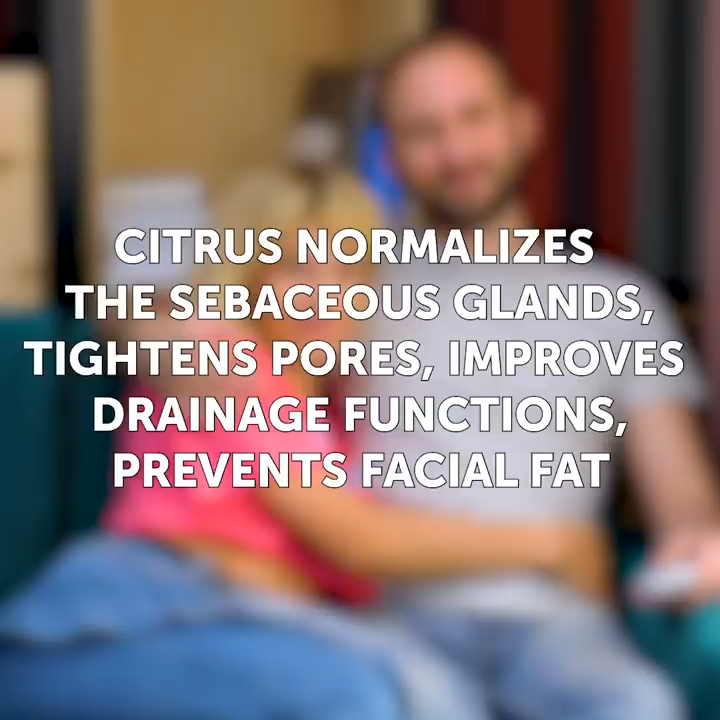 CITRUS NORMALIZES
THE SEBACEOUS GLANDS,
TIGHTENS PORES, IMPROVES
DRAINAGE FUNCTIONS,
PREVENTS FACIAL FAT